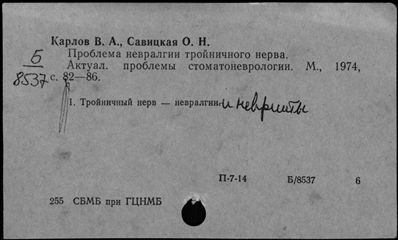 Карлов В. А., Савицкая О. Н.
Б
8537
Проблема невралгии тройничного нерва.
Актуал. проблемы стоматоневрологии. М., 1974,
с. 82—86.
1. Тройничный нерв — невралгии и невриты
П-7-14 Б/8537 6
255 СБМБ при ГЦНМБ